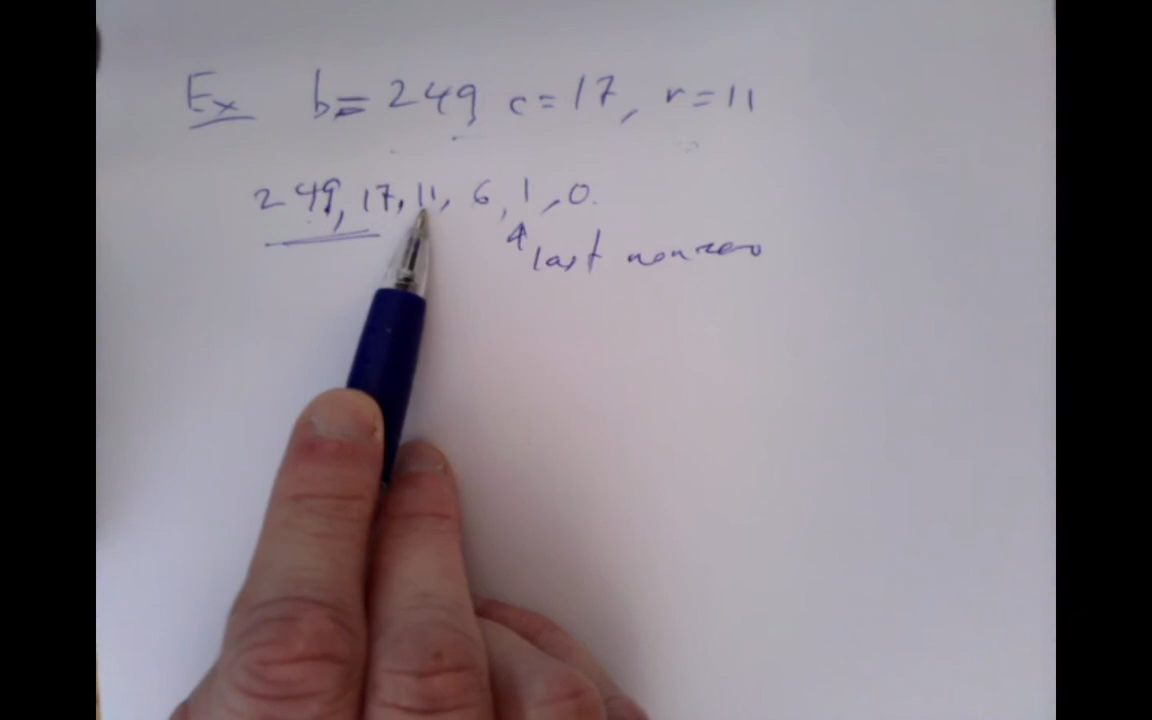 Ex b= 249 c=17, r=11
249, 17, 11, 6, 1, 0.
↑ last nonzero